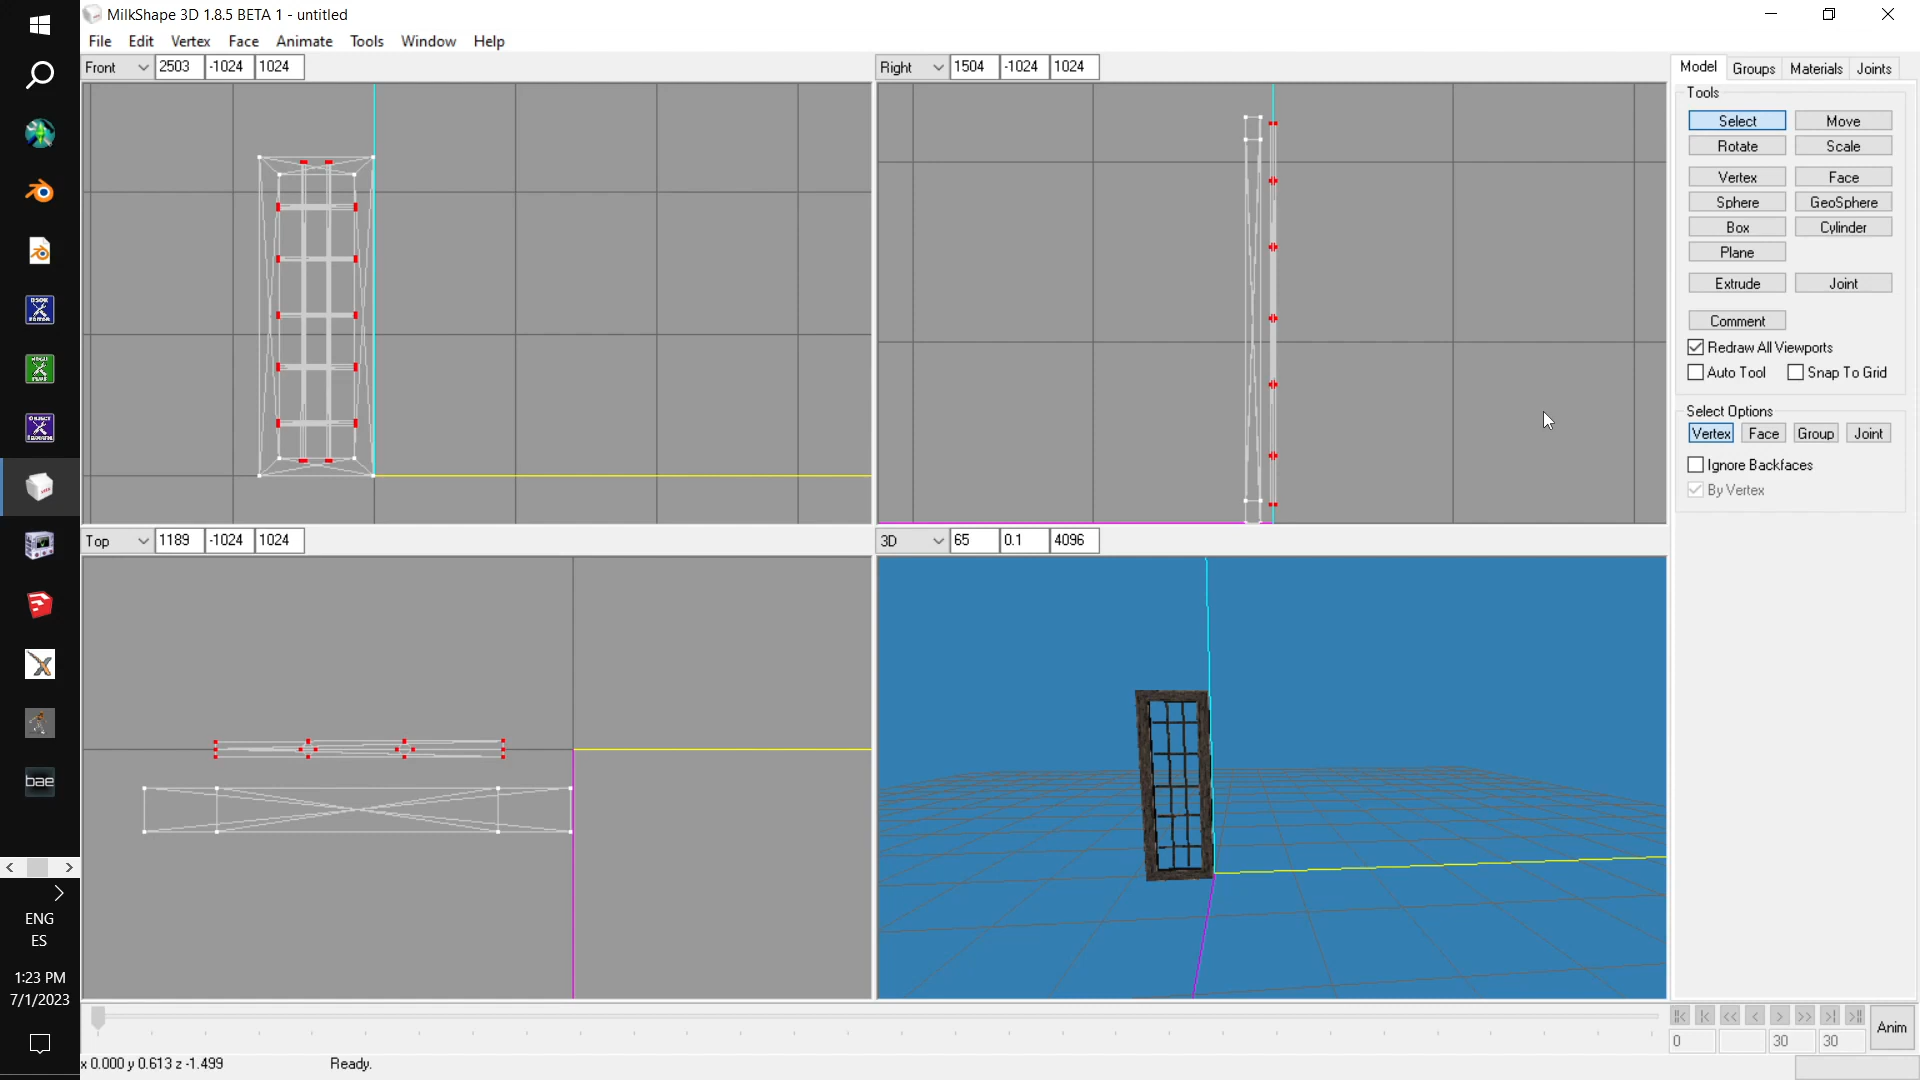 MilkShape 3D 1.8.5 BETA 1 - untitled
File Edit Vertex Face Animate Tools Window Help
Front 2503 -1024 1024
Right 1504 -1024 1024
Model Groups Materials Joints
Tools
Select Move
Rotate Scale
Vertex Face
Sphere GeoSphere
Box Cylinder
Plane
Extrude Joint
Comment
Redraw All Viewports
Auto Tool Snap To Grid
Select Options
Vertex Face Group Joint
Ignore Backfaces
By Vertex
Top 1189 -1024 1024
3D 65 0.1 4096
bae
ENG
ES
1:23 PM
7/1/2023
Anim
0 30 30
x 0.000 y 0.613 z -1.499 Ready.